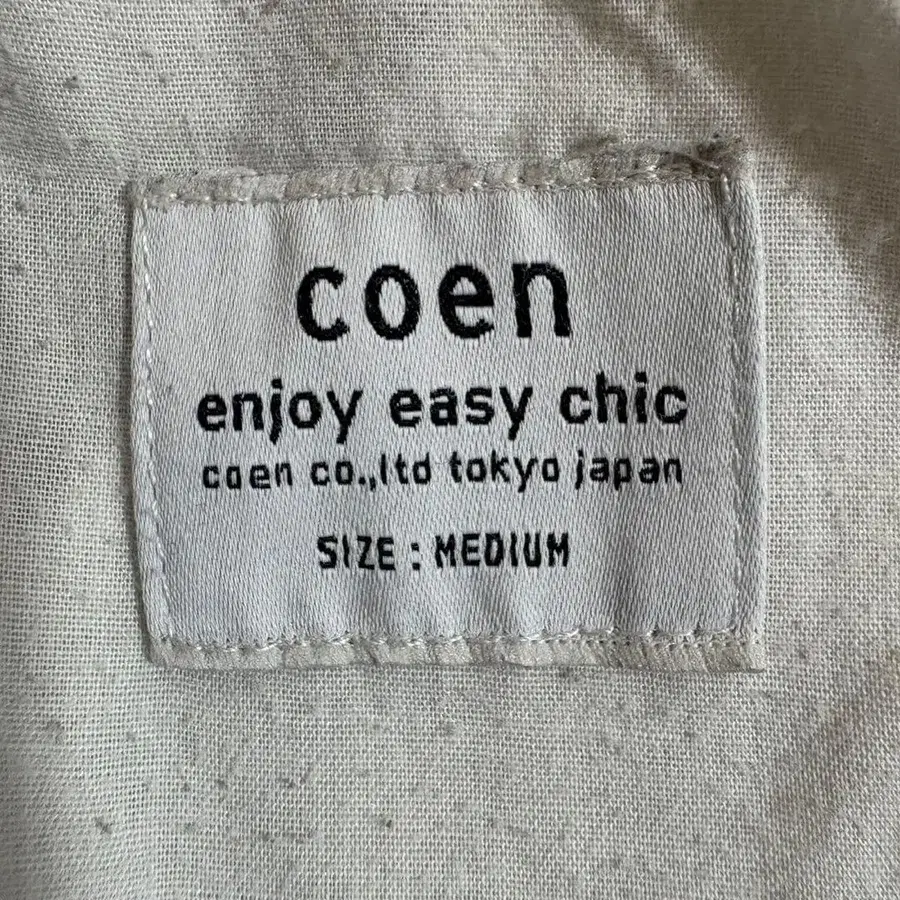 coen
enjoy easy chic
coen co.,ltd tokyo japan
SIZE : MEDIUM